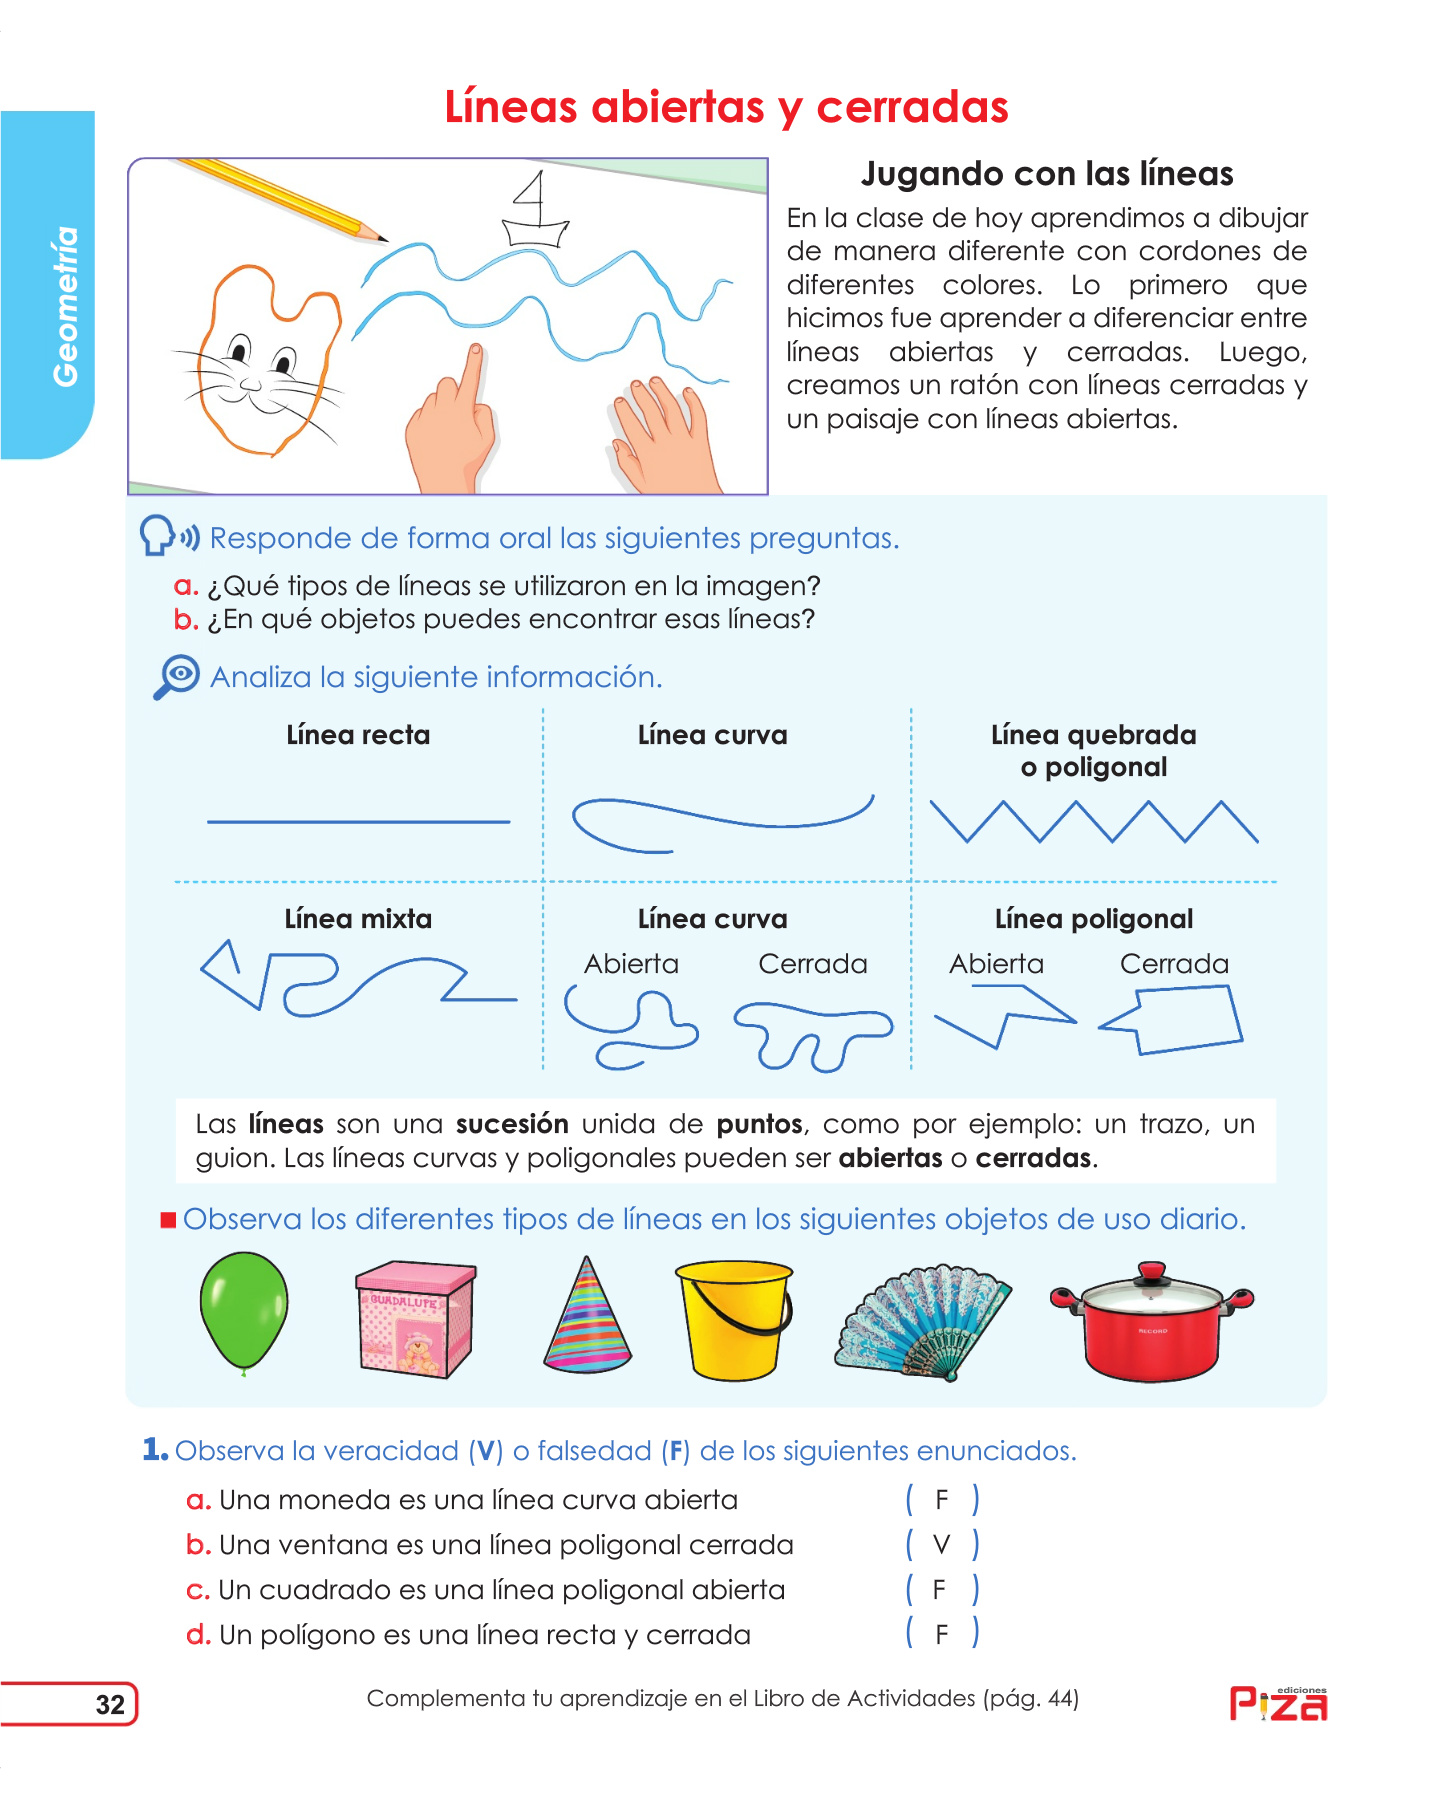 Líneas abiertas y cerradas
Geometría
Jugando con las líneas
En la clase de hoy aprendimos a dibujar
de manera diferente con cordones de
diferentes colores. Lo primero que
hicimos fue aprender a diferenciar entre
líneas abiertas y cerradas. Luego,
creamos un ratón con líneas cerradas y
un paisaje con líneas abiertas.
Responde de forma oral las siguientes preguntas.
a. ¿Qué tipos de líneas se utilizaron en la imagen?
b. ¿En qué objetos puedes encontrar esas líneas?
Analiza la siguiente información.
Línea recta
Línea curva
Línea quebrada
o poligonal
Línea mixta
Línea curva
Abierta Cerrada
Línea poligonal
Abierta Cerrada
Las líneas son una sucesión unida de puntos, como por ejemplo: un trazo, un
guion. Las líneas curvas y poligonales pueden ser abiertas o cerradas.
Observa los diferentes tipos de líneas en los siguientes objetos de uso diario.
GUADALUPE
RECORD
1. Observa la veracidad (V) o falsedad (F) de los siguientes enunciados.
a. Una moneda es una línea curva abierta ( F )
b. Una ventana es una línea poligonal cerrada ( V )
c. Un cuadrado es una línea poligonal abierta ( F )
d. Un polígono es una línea recta y cerrada ( F )
32
Complementa tu aprendizaje en el Libro de Actividades (pág. 44)
ediciones
Piza